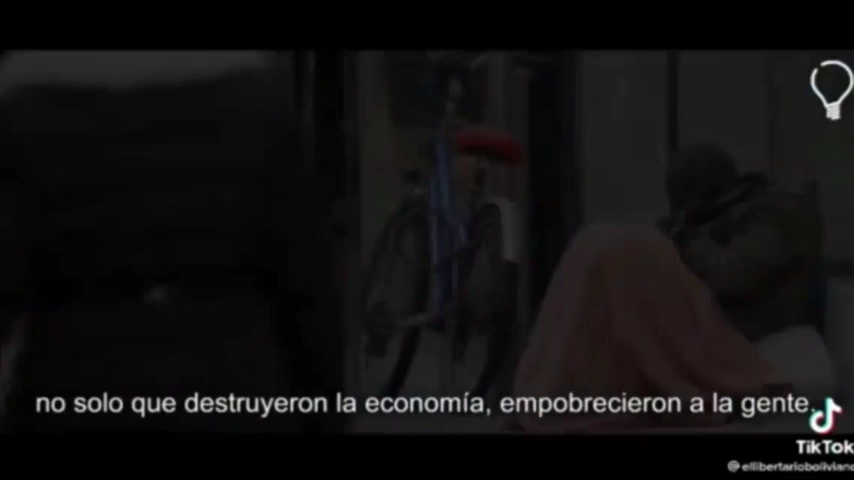 no solo que destruyeron la economía, empobrecieron a la gente.
TikTok
@ellibertarioboliviano